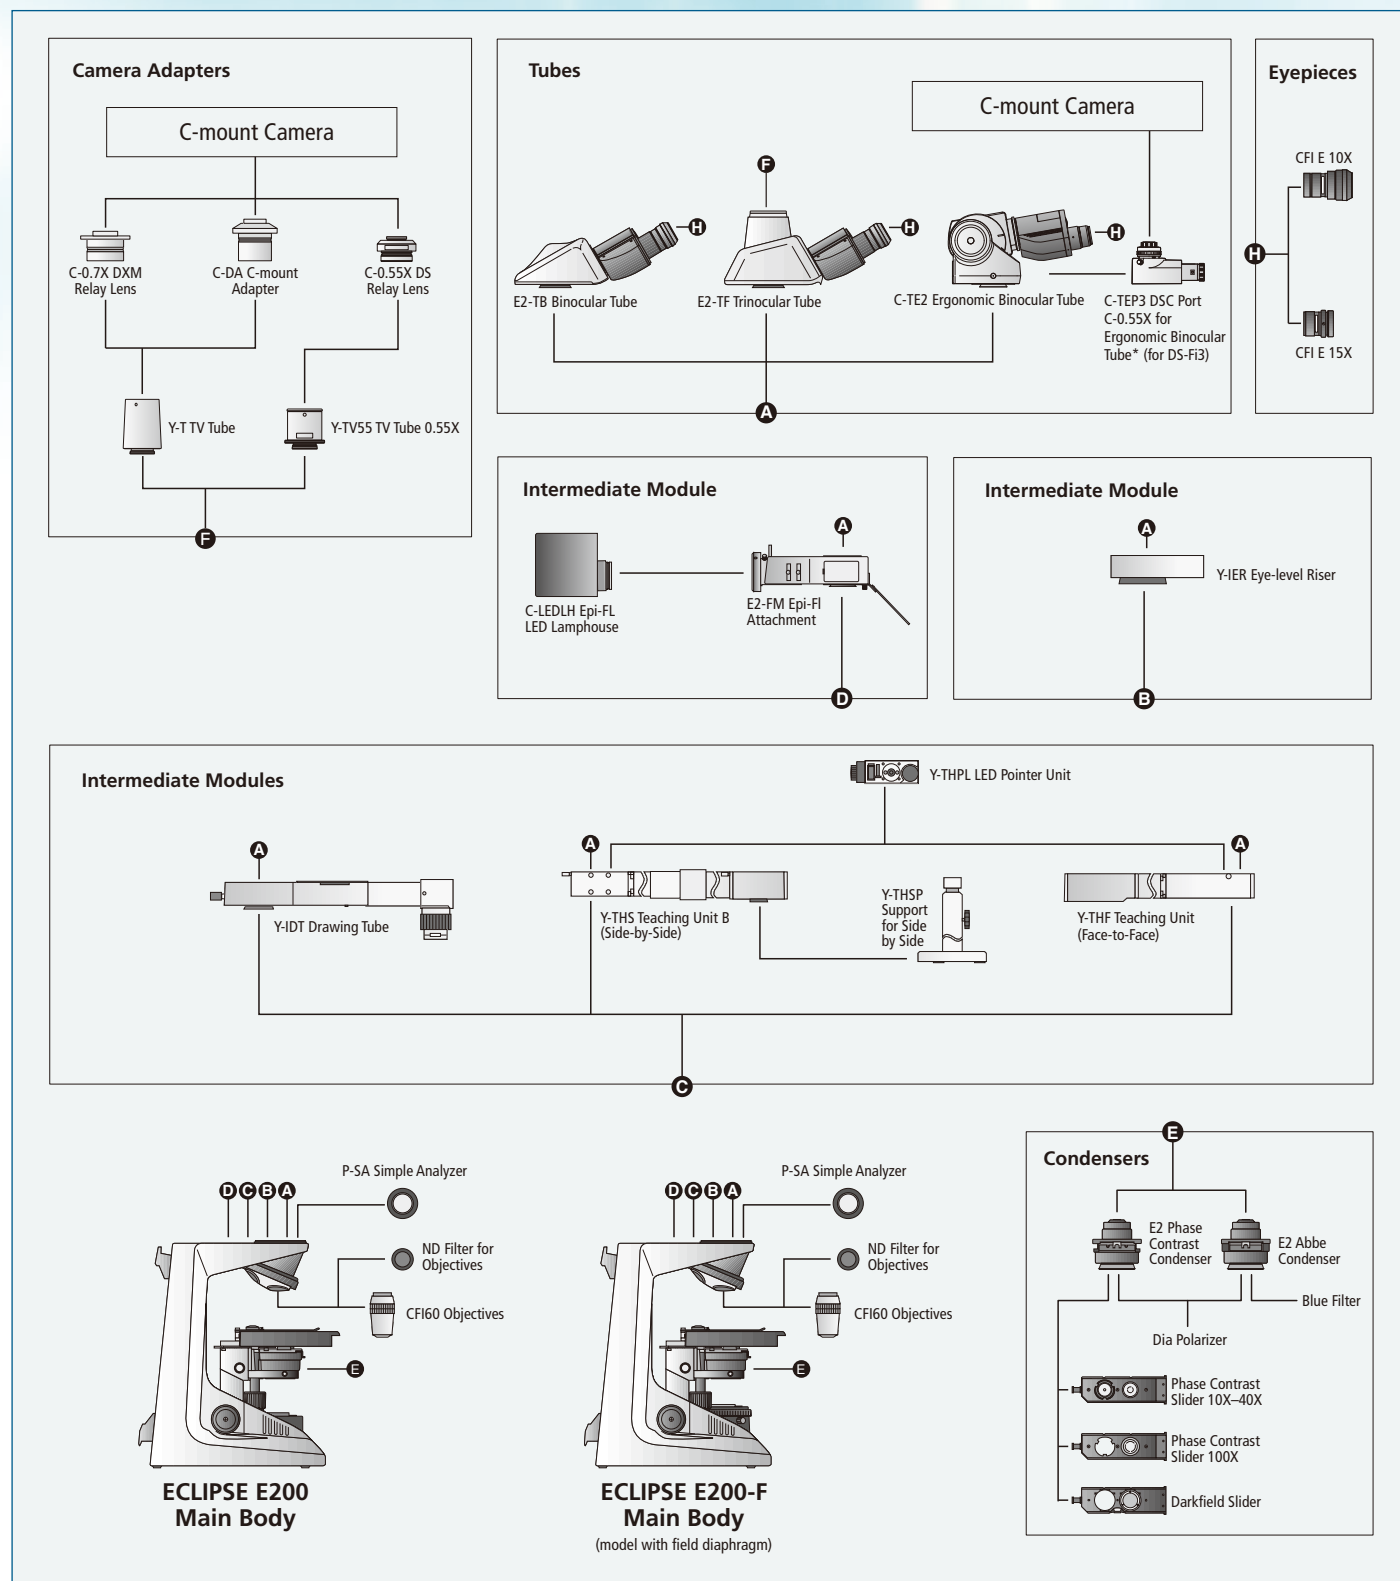 Camera Adapters
C-mount Camera
C-0.7X DXM
Relay Lens
C-DA C-mount
Adapter
C-0.55X DS
Relay Lens
Y-T TV Tube
Y-TV55 TV Tube 0.55X
F
Tubes
C-mount Camera
F
H
H
H
E2-TB Binocular Tube
E2-TF Trinocular Tube
C-TE2 Ergonomic Binocular Tube
C-TEP3 DSC Port
C-0.55X for
Ergonomic Binocular
Tube* (for DS-Fi3)
A
Eyepieces
CFI E 10X
H
CFI E 15X
Intermediate Module
A
C-LEDLH Epi-FL
LED Lamphouse
E2-FM Epi-Fl
Attachment
D
Intermediate Module
A
Y-IER Eye-level Riser
B
Intermediate Modules
Y-THPL LED Pointer Unit
A
A
A
Y-IDT Drawing Tube
Y-THS Teaching Unit B
(Side-by-Side)
Y-THSP
Support
for Side
by Side
Y-THF Teaching Unit
(Face-to-Face)
C
P-SA Simple Analyzer
D C B A
ND Filter for
Objectives
CFI60 Objectives
E
ECLIPSE E200
Main Body
P-SA Simple Analyzer
D C B A
ND Filter for
Objectives
CFI60 Objectives
E
ECLIPSE E200-F
Main Body
(model with field diaphragm)
E
Condensers
E2 Phase
Contrast
Condenser
E2 Abbe
Condenser
Blue Filter
Dia Polarizer
Phase Contrast
Slider 10X–40X
Phase Contrast
Slider 100X
Darkfield Slider